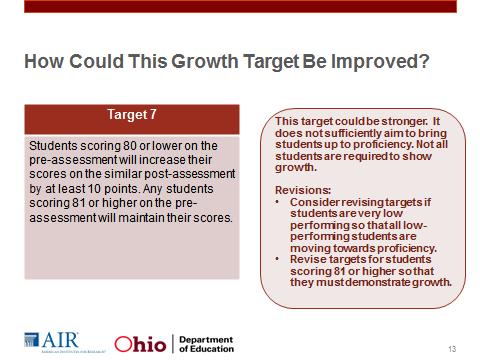 How Could This Growth Target Be Improved?
Target 7
Students scoring 80 or lower on the
pre-assessment will increase their
scores on the similar post-assessment
by at least 10 points. Any students
scoring 81 or higher on the pre-
assessment will maintain their scores.
This target could be stronger. It
does not sufficiently aim to bring
students up to proficiency. Not all
students are required to show
growth.
Revisions:
• Consider revising targets if
students are very low
performing so that all low-
performing students are
moving towards proficiency.
• Revise targets for students
scoring 81 or higher so that
they must demonstrate growth.
AIR
AMERICAN INSTITUTES FOR RESEARCH
Ohio
Department
of Education
13